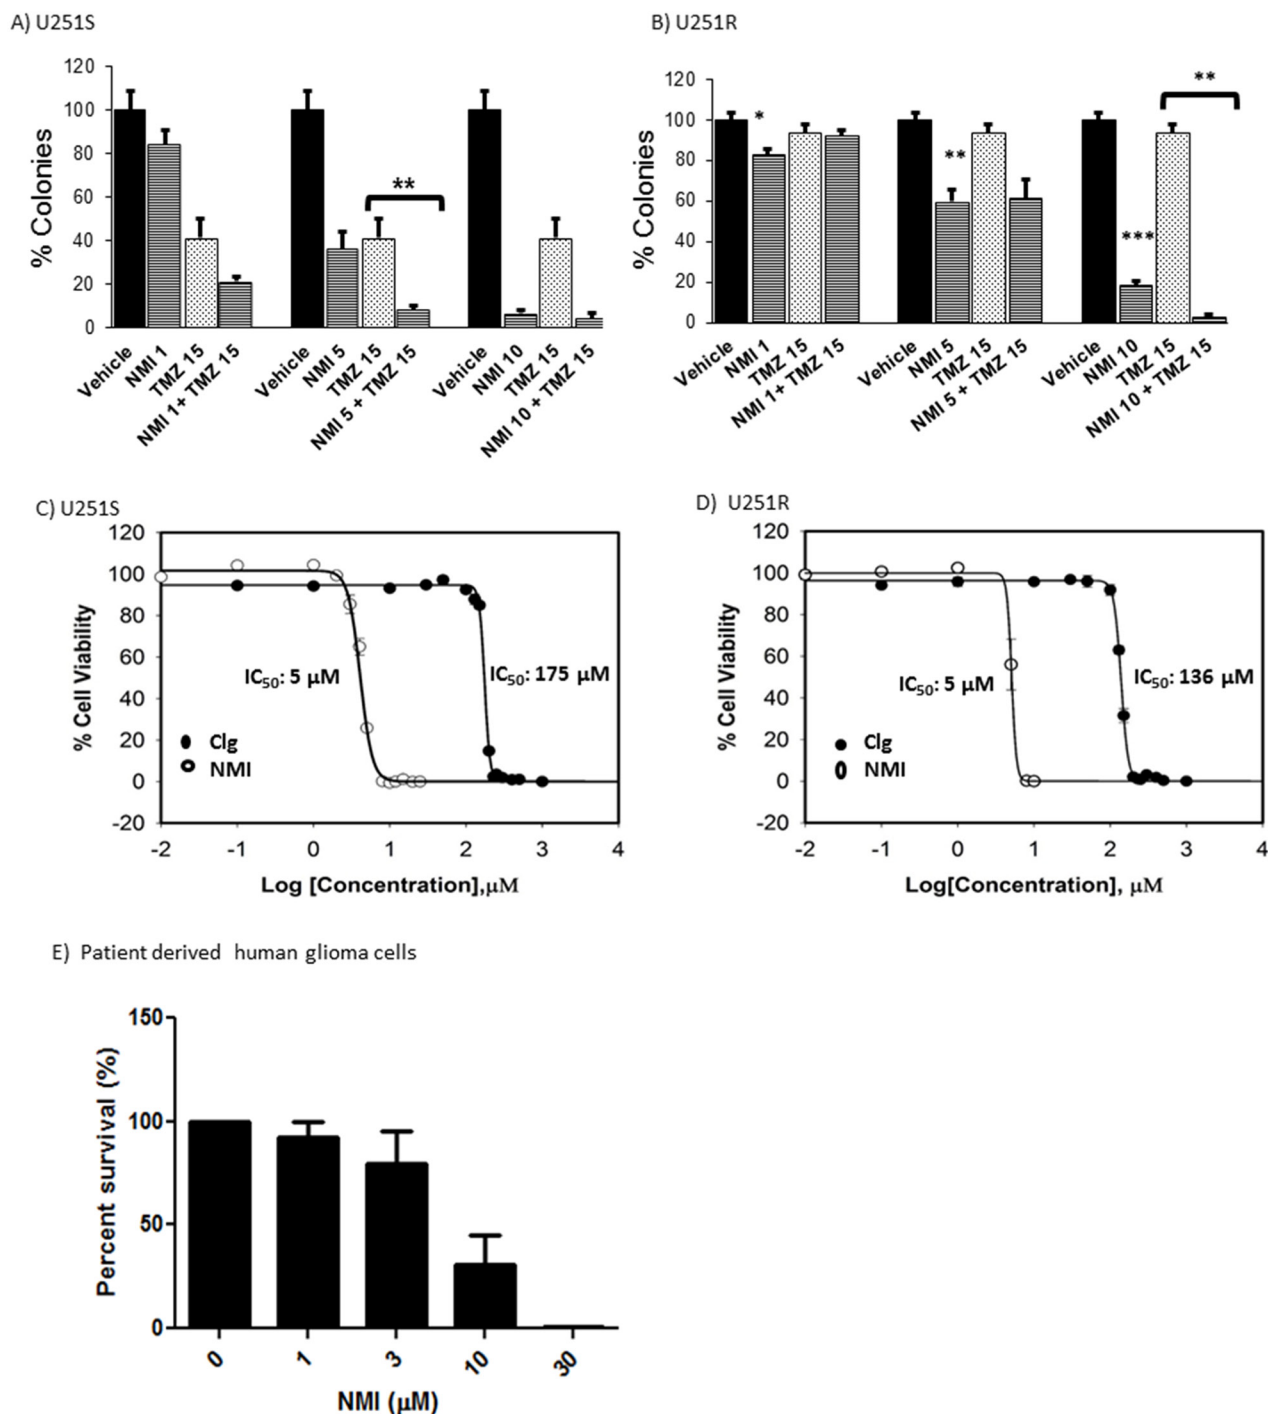 A) U251S
% Colonies
120
100
80
60
40
20
0
**
Vehicle
NMI 1
TMZ 15
NMI 1+ TMZ 15
Vehicle
NMI 5
TMZ 15
NMI 5 + TMZ 15
Vehicle
NMI 10
TMZ 15
NMI 10 + TMZ 15
B) U251R
% Colonies
120
100
80
60
40
20
0
*
**
***
**
Vehicle
NMI 1
TMZ 15
NMI 1+ TMZ 15
Vehicle
NMI 5
TMZ 15
NMI 5 + TMZ 15
Vehicle
NMI 10
TMZ 15
NMI 10 + TMZ 15
C) U251S
% Cell Viability
120
100
80
60
40
20
0
-20
IC50: 5 μM
IC50: 175 μM
Clg
NMI
-2 -1 0 1 2 3 4
Log [Concentration],μM
D) U251R
% Cell Viability
120
100
80
60
40
20
0
-20
IC50: 5 μM
IC50: 136 μM
Clg
NMI
-2 -1 0 1 2 3 4
Log[Concentration], μM
E) Patient derived human glioma cells
Percent survival (%)
150
100
50
0
0 1 3 10 30
NMI (μM)